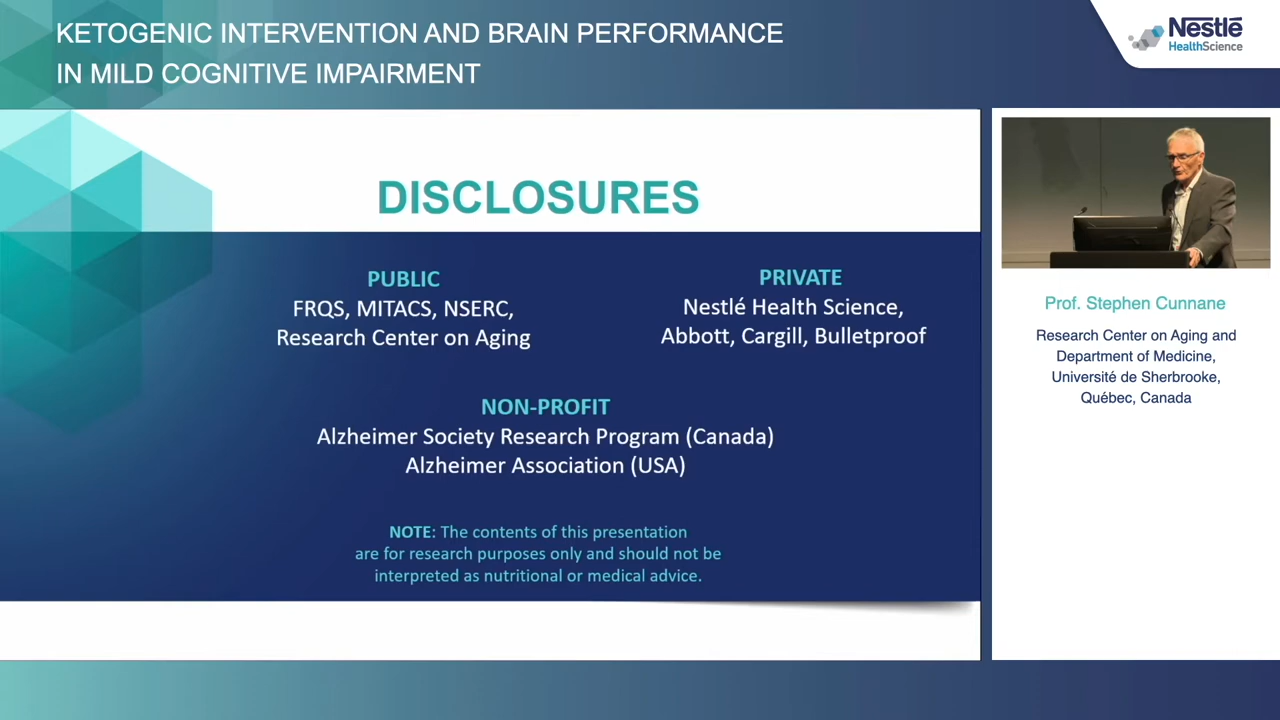 KETOGENIC INTERVENTION AND BRAIN PERFORMANCE
IN MILD COGNITIVE IMPAIRMENT
Nestlé
HealthScience
DISCLOSURES
PUBLIC
FRQS, MITACS, NSERC,
Research Center on Aging
PRIVATE
Nestlé Health Science,
Abbott, Cargill, Bulletproof
NON-PROFIT
Alzheimer Society Research Program (Canada)
Alzheimer Association (USA)
NOTE: The contents of this presentation
are for research purposes only and should not be
interpreted as nutritional or medical advice.
Prof. Stephen Cunnane
Research Center on Aging and
Department of Medicine,
Université de Sherbrooke,
Québec, Canada